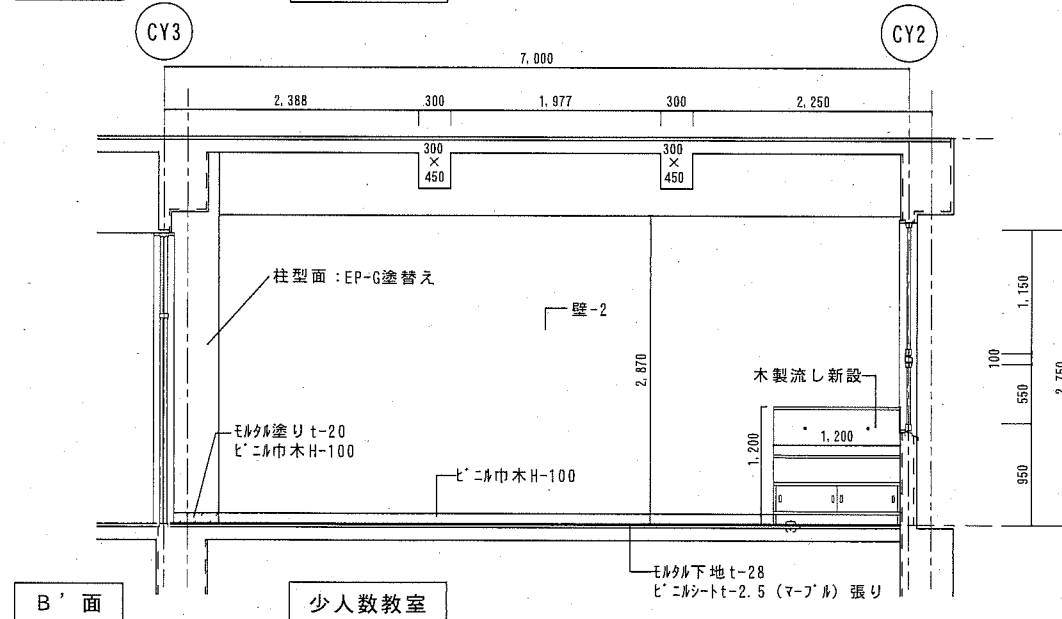 CY3
CY2
7,000
2,388
300
1,977
300
2,250
300
×
450
300
×
450
柱型面：EP-G塗替え
壁-2
2,870
木製流し新設
1,200
1,200
ﾓﾙﾀﾙ塗りt-20
ﾋﾞﾆﾙ巾木H-100
ﾋﾞﾆﾙ巾木H-100
ﾓﾙﾀﾙ下地t-28
ﾋﾞﾆﾙｼｰﾄt-2.5（ﾏｰﾌﾞﾙ）張り
1,150
100
550
950
2,750
B’面
少人数教室